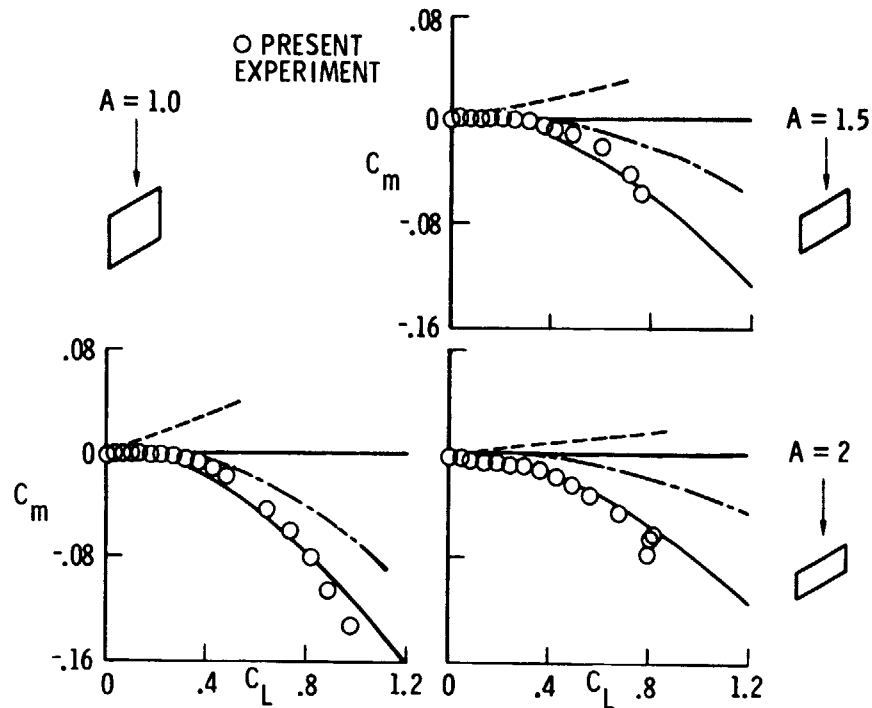 O PRESENT
EXPERIMENT
A = 1.0
.08
0
-.08
-.16
C_m
A = 1.5
.08
0
-.08
-.16
C_m
0
.4
C_L
.8
1.2
A = 2
.4
C_L
.8
1.2